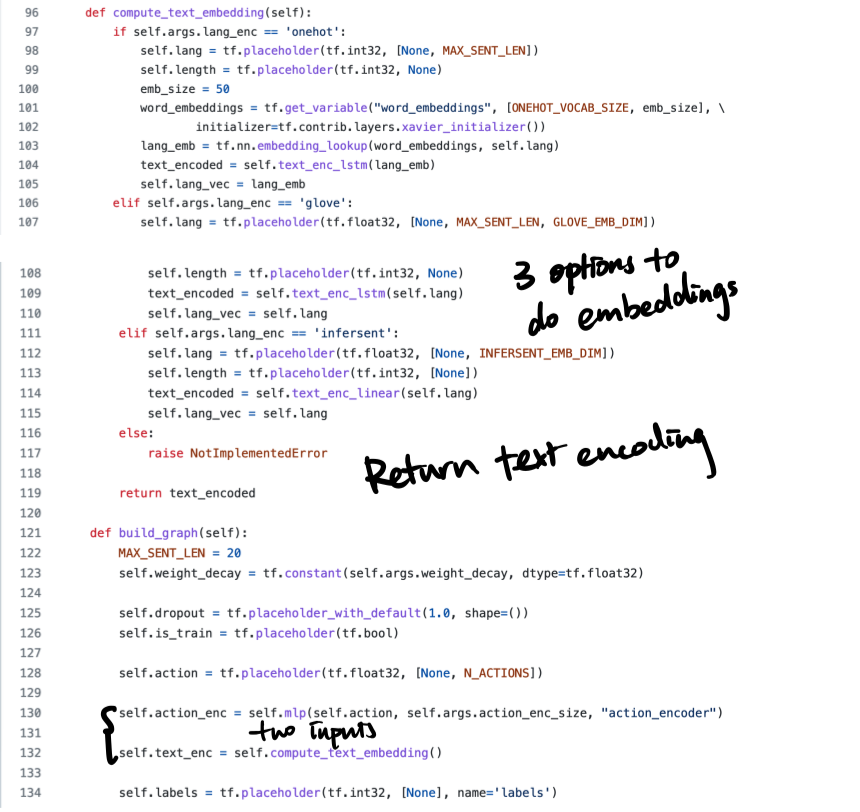 96 def compute_text_embedding(self):
97 if self.args.lang_enc == 'onehot':
98 self.lang = tf.placeholder(tf.int32, [None, MAX_SENT_LEN])
99 self.length = tf.placeholder(tf.int32, None)
100 emb_size = 50
101 word_embeddings = tf.get_variable("word_embeddings", [ONEHOT_VOCAB_SIZE, emb_size], \
102 initializer=tf.contrib.layers.xavier_initializer())
103 lang_emb = tf.nn.embedding_lookup(word_embeddings, self.lang)
104 text_encoded = self.text_enc_lstm(lang_emb)
105 self.lang_vec = lang_emb
106 elif self.args.lang_enc == 'glove':
107 self.lang = tf.placeholder(tf.float32, [None, MAX_SENT_LEN, GLOVE_EMB_DIM])
108 self.length = tf.placeholder(tf.int32, None)
109 text_encoded = self.text_enc_lstm(self.lang)
110 self.lang_vec = self.lang
3 options to
do embeddings
111 elif self.args.lang_enc == 'infersent':
112 self.lang = tf.placeholder(tf.float32, [None, INFERSENT_EMB_DIM])
113 self.length = tf.placeholder(tf.int32, [None])
114 text_encoded = self.text_enc_linear(self.lang)
115 self.lang_vec = self.lang
116 else:
117 raise NotImplementedError
Return text encoding
118
119 return text_encoded
120
121 def build_graph(self):
122 MAX_SENT_LEN = 20
123 self.weight_decay = tf.constant(self.args.weight_decay, dtype=tf.float32)
124
125 self.dropout = tf.placeholder_with_default(1.0, shape=())
126 self.is_train = tf.placeholder(tf.bool)
127
128 self.action = tf.placeholder(tf.float32, [None, N_ACTIONS])
129
130 self.action_enc = self.mlp(self.action, self.args.action_enc_size, "action_encoder")
131
two inputs
132 self.text_enc = self.compute_text_embedding()
133
134 self.labels = tf.placeholder(tf.int32, [None], name='labels')